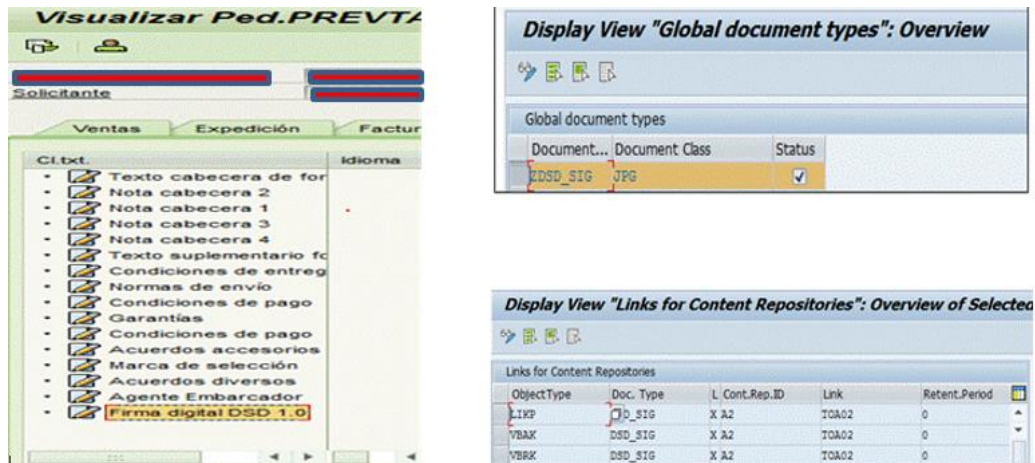 Visualizar Ped.PREVTA
Solicitante
Ventas Expedición Factur
Cl.txt. Idioma
Texto cabecera de for
Nota cabecera 2
Nota cabecera 1
Nota cabecera 3
Nota cabecera 4
Texto suplementario fo
Condiciones de entreg
Normas de envío
Condiciones de pago
Garantías
Condiciones de pago
Acuerdos accesorios
Marca de selección
Acuerdos diversos
Agente Embarcador
Firma digital DSD 1.0
Display View "Global document types": Overview
Global document types
Document... Document Class Status
ZDSD_SIG JPG
Display View "Links for Content Repositories": Overview of Selected
Links for Content Repositories
ObjectType Doc. Type L Cont.Rep.ID Link Retent.Period
LIKP D_SIG X A2 TOA02 0
VBAK DSD_SIG X A2 TOA02 0
VBRK DSD_SIG X A2 TOA02 0